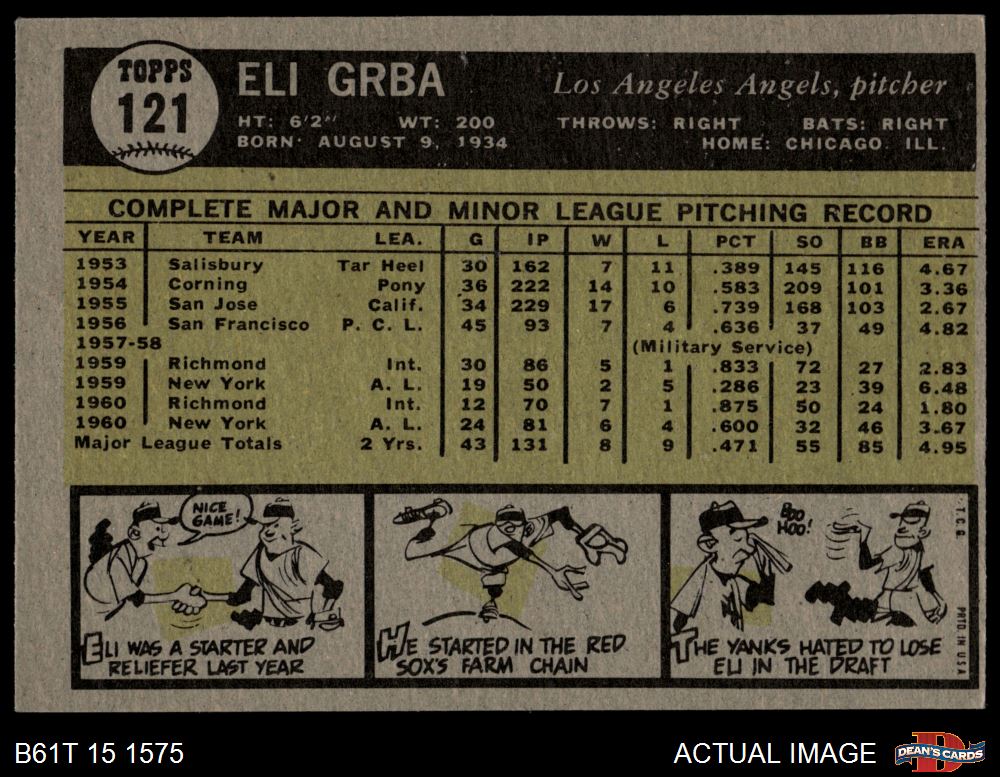 TOPPS
121
ELI GRBA
Los Angeles Angels, pitcher
HT: 6'2" WT: 200
THROWS: RIGHT BATS: RIGHT
BORN: AUGUST 9, 1934
HOME: CHICAGO ILL.
COMPLETE MAJOR AND MINOR LEAGUE PITCHING RECORD
YEAR TEAM LEA. G IP W L PCT SO BB ERA
1953 Salisbury Tar Heel 30 162 7 11 .389 145 116 4.67
1954 Corning Pony 36 222 14 10 .583 209 101 3.36
1955 San Jose Calif. 34 229 17 6 .739 168 103 2.67
1956 San Francisco P. C. L. 45 93 7 4 .636 37 49 4.82
1957-58 (Military Service)
1959 Richmond Int. 30 86 5 1 .833 72 27 2.83
1959 New York A. L. 19 50 2 5 .286 23 39 6.48
1960 Richmond Int. 12 70 7 1 .875 50 24 1.80
1960 New York A. L. 24 81 6 4 .600 32 46 3.67
Major League Totals 2 Yrs. 43 131 8 9 .471 55 85 4.95
NICE
GAME!
ELI WAS A STARTER AND
RELIEFER LAST YEAR
HE STARTED IN THE RED
SOX'S FARM CHAIN
BOO
HOO!
THE YANKS HATED TO LOSE
ELI IN THE DRAFT
T.C.G.
PRTD. IN U.S.A.
B61T 15 1575
ACTUAL IMAGE
DEAN'S CARDS